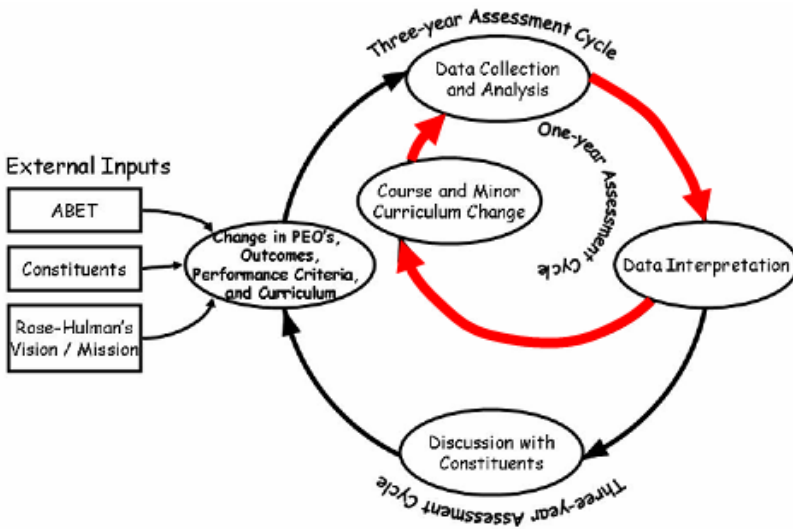 Three-year Assessment Cycle
Data Collection
and Analysis
One-year Assessment Cycle
External Inputs
ABET
Constituents
Rose-Hulman's
Vision / Mission
Course and Minor
Curriculum Change
Change in PEO's,
Outcomes,
Performance Criteria,
and Curriculum
Data Interpretation
Discussion with
Constituents
Three-year Assessment Cycle